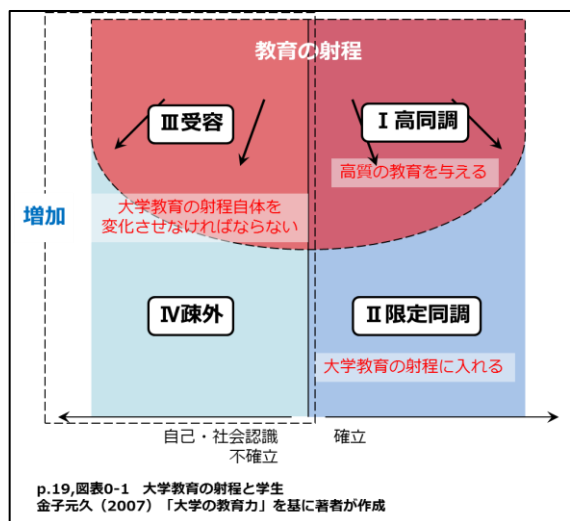 教育の射程
Ⅲ受容
Ⅰ高同調
高質の教育を与える
大学教育の射程自体を
変化させなければならない
増加
Ⅳ疎外
Ⅱ限定同調
大学教育の射程に入れる
自己・社会認識
不確立
確立
p.19,図表0-1 大学教育の射程と学生
金子元久（2007）「大学の教育力」を基に著者が作成